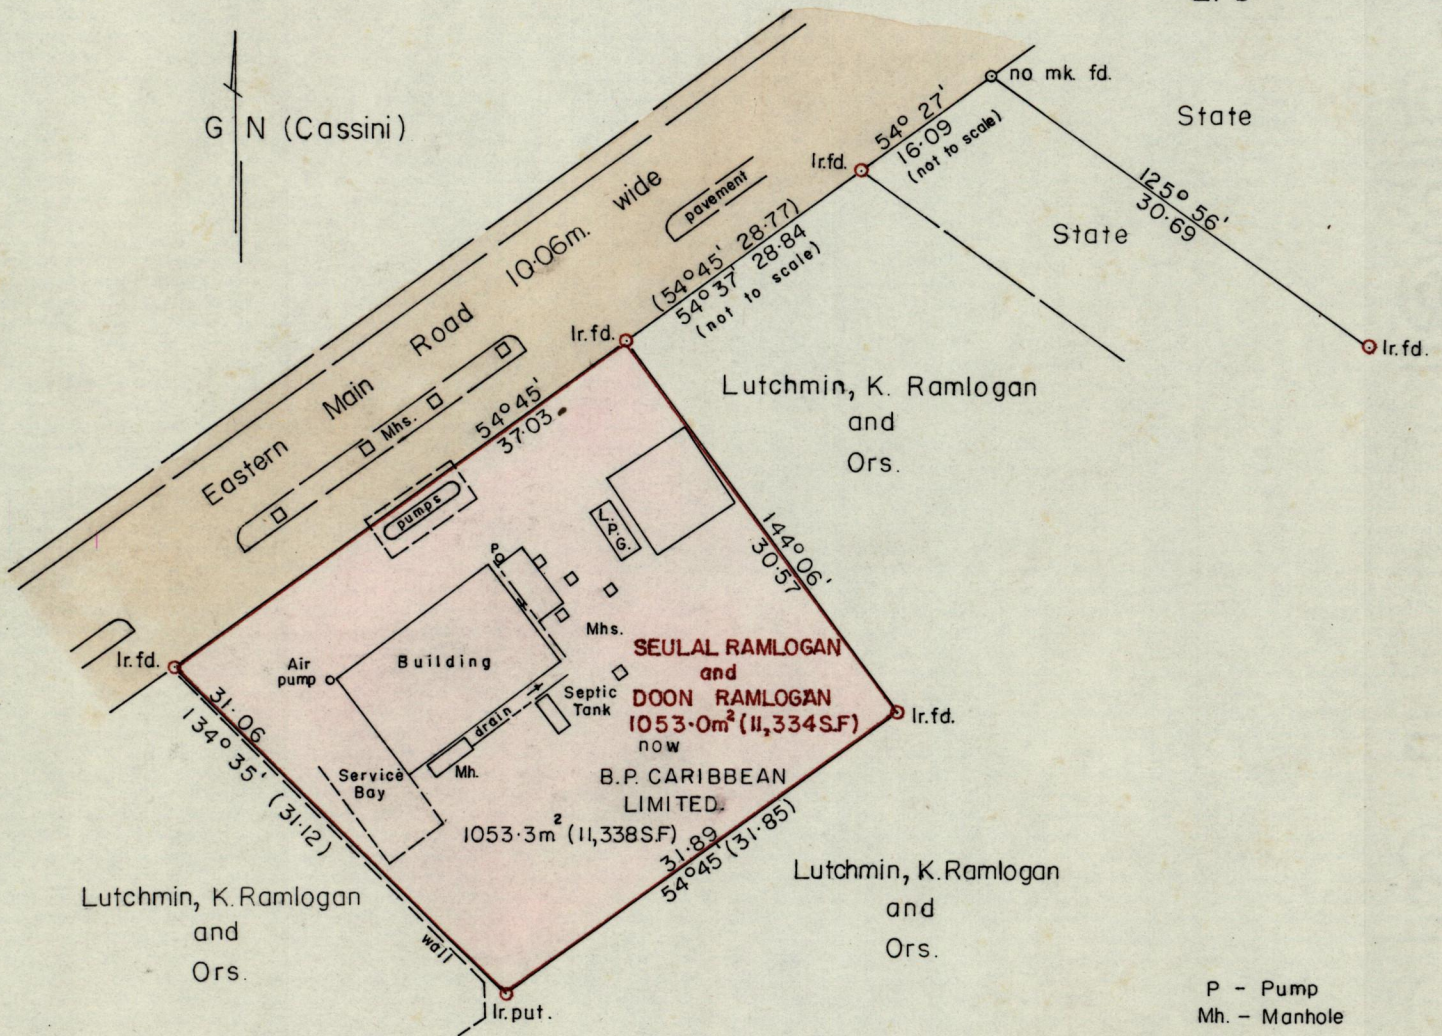 G N (Cassini)
no mk. fd.
State
54° 27'
16·09
(not to scale)
Ir.fd.
125° 56'
30·69
State
Ir.fd.
pavement
(54°45' 28·77)
54°37' 28·84
(not to scale)
Eastern Main Road 10·06m. wide
Ir.fd.
Mhs.
54°45'
37·03
Lutchmin, K. Ramlogan
and
Ors.
pumps
L.P.G.
144°06'
30·57
P
Mhs.
Ir.fd.
Air
pump
Building
SEULAL RAMLOGAN
and
DOON RAMLOGAN
1053·0m² (11,334S.F)
now
B.P. CARIBBEAN
LIMITED.
1053·3m² (11,338S.F)
Septic
Tank
drain
Mh.
Service
Bay
Ir.fd.
31·06
134° 35' (31·12)
31·89
54°45' (31·85)
Lutchmin, K.Ramlogan
and
Ors.
Lutchmin, K.Ramlogan
and
Ors.
wall
Ir.put.
P - Pump
Mh. - Manhole